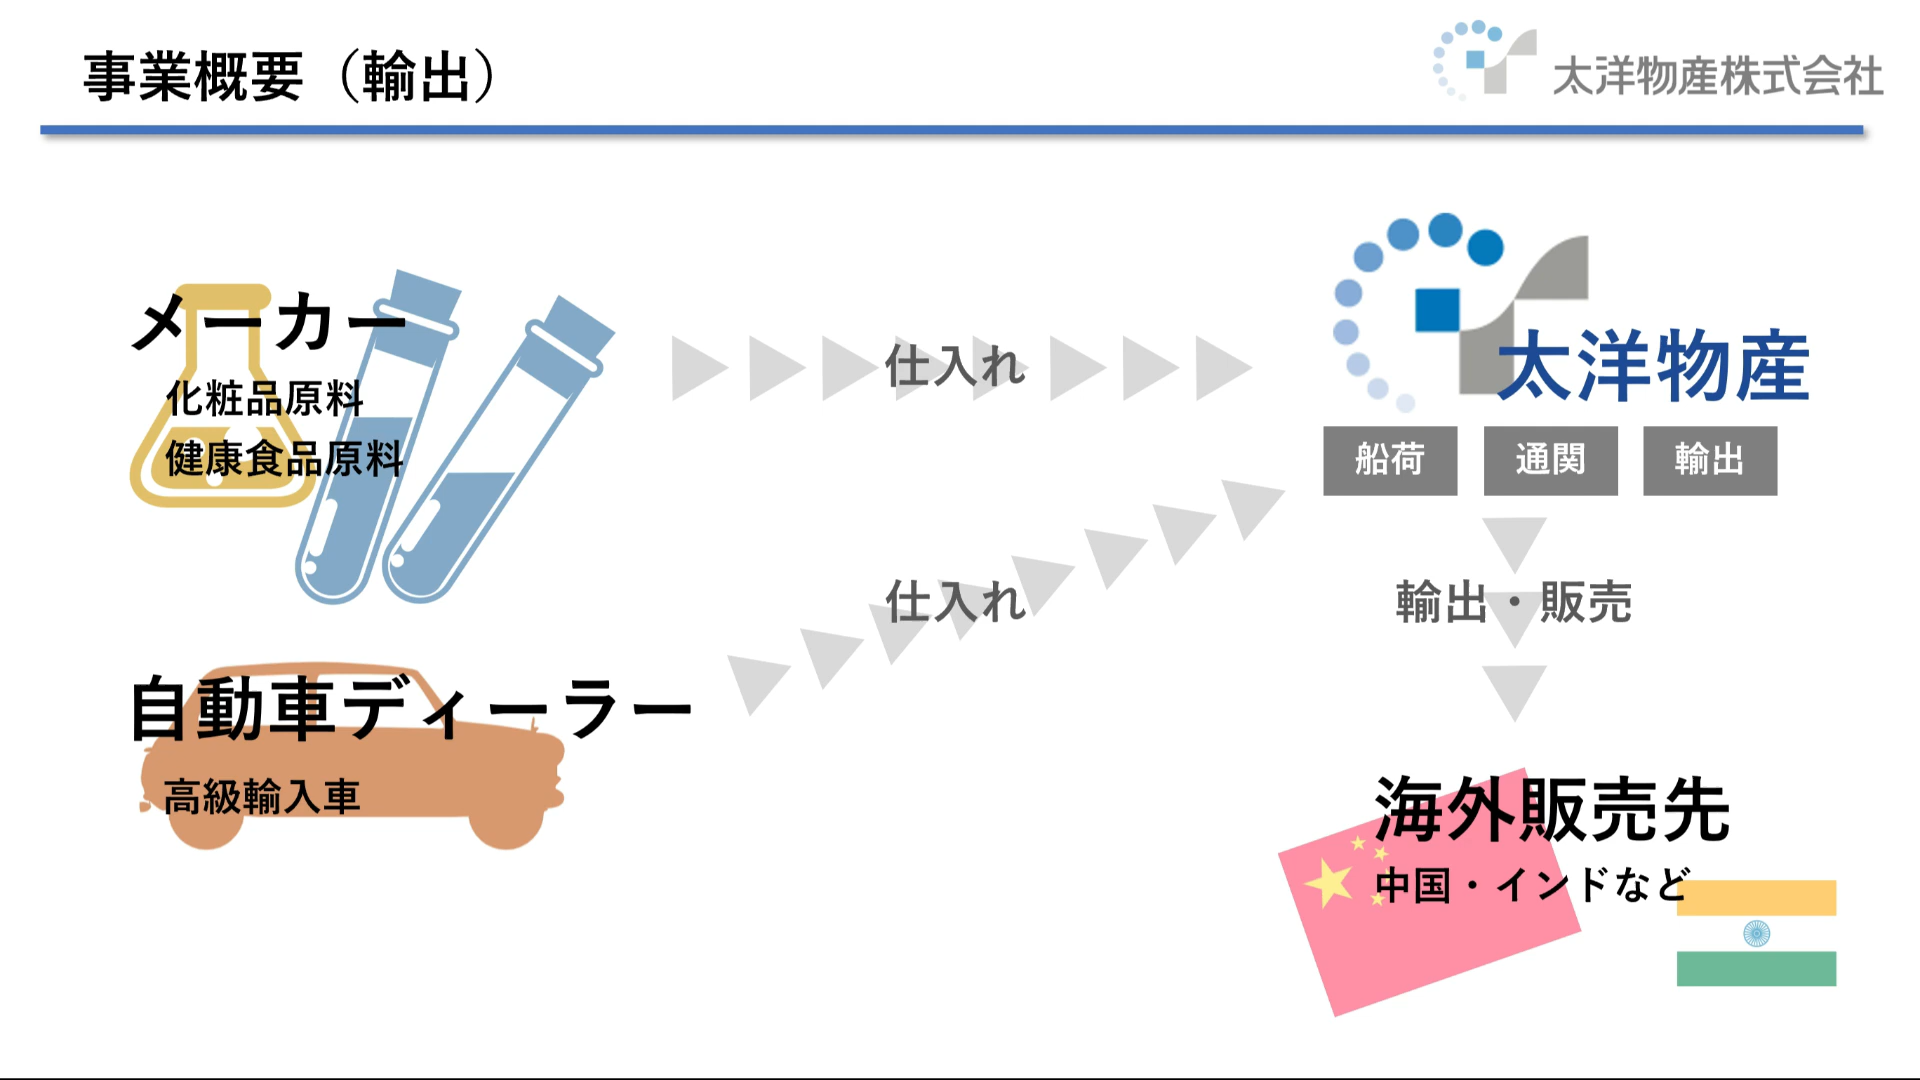 事業概要（輸出）
太洋物産株式会社
メーカー
化粧品原料
健康食品原料
仕入れ
太洋物産
船荷
通関
輸出
仕入れ
輸出・販売
自動車ディーラー
高級輸入車
海外販売先
中国・インドなど